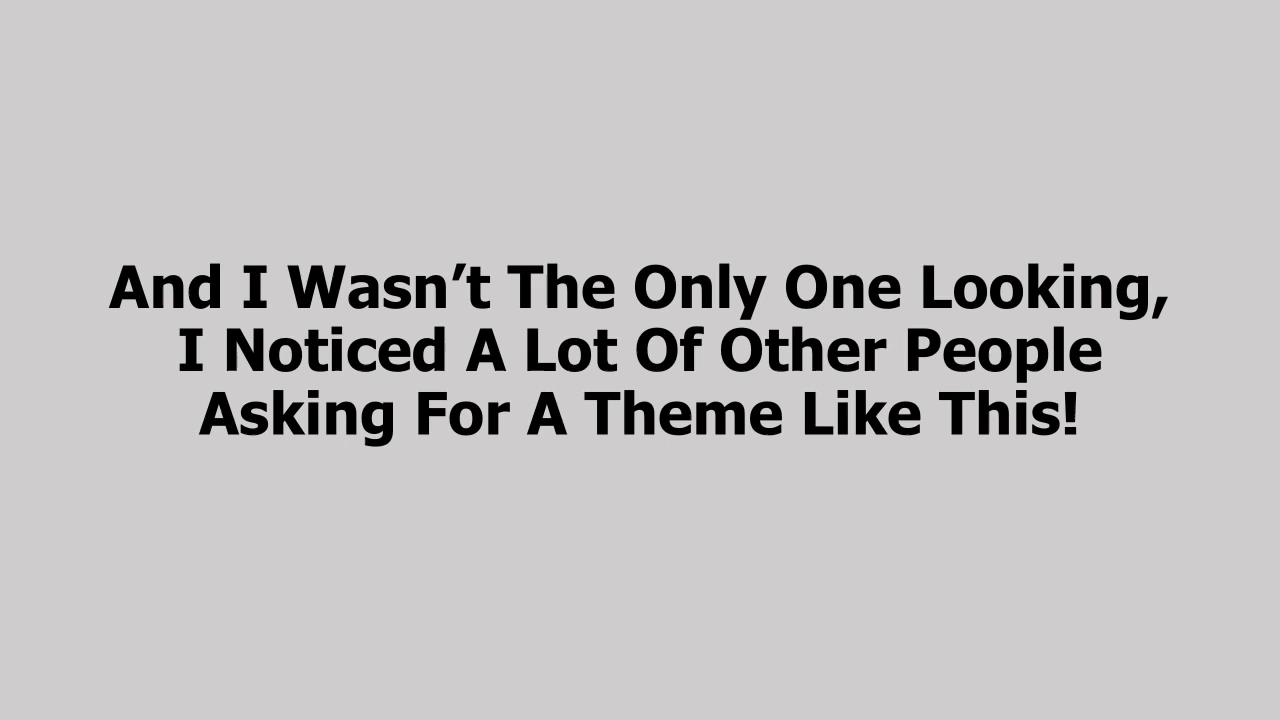 And I Wasn’t The Only One Looking,
I Noticed A Lot Of Other People
Asking For A Theme Like This!